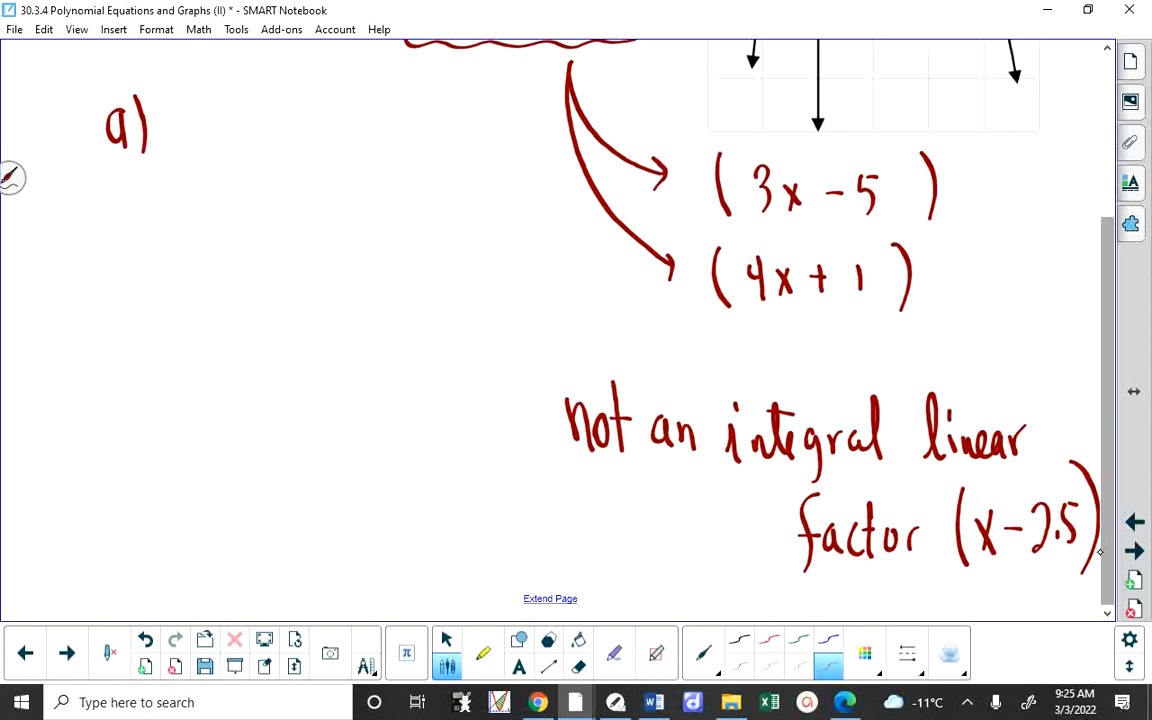 30.3.4 Polynomial Equations and Graphs (II) * - SMART Notebook
File Edit View Insert Format Math Tools Add-ons Account Help
a)
(3x - 5)
(4x + 1)
not an integral linear
factor (x - 2.5)
Extend Page
π
A
A
Type here to search
-11°C
9:25 AM
3/3/2022